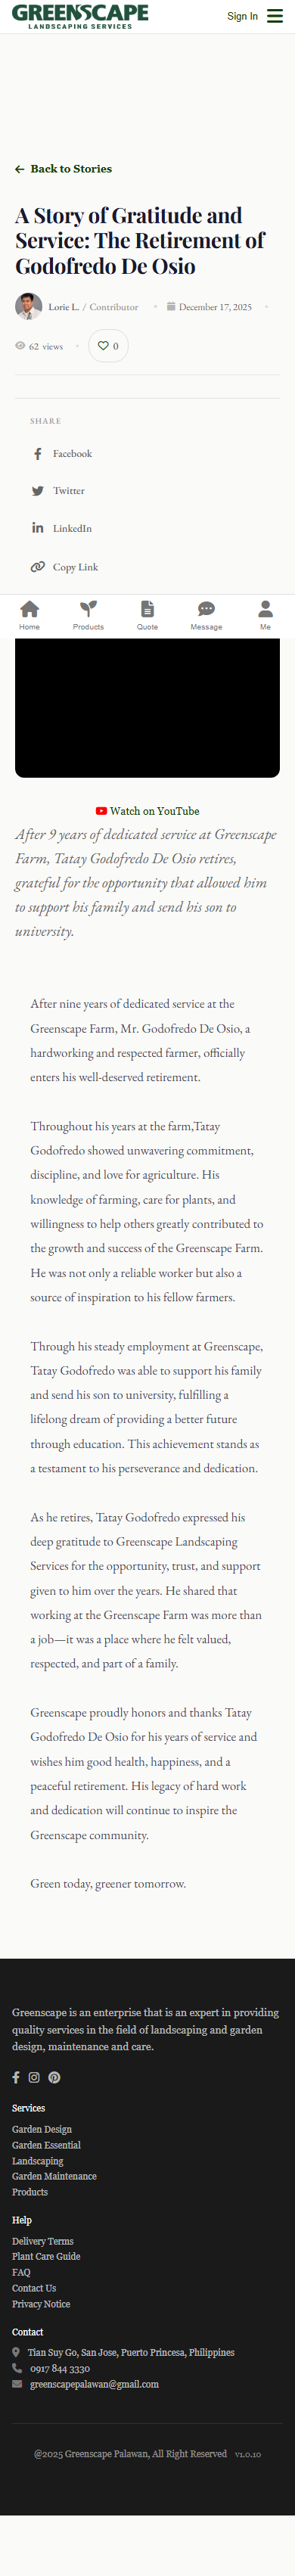 GREENSCAPE
LANDSCAPING SERVICES
Sign In
Back to Stories
A Story of Gratitude and
Service: The Retirement of
Godofredo De Osio
Lorie L. / Contributor
December 17, 2025
62 views
0
SHARE
Facebook
Twitter
LinkedIn
Copy Link
Home
Products
Quote
Message
Me
Watch on YouTube
After 9 years of dedicated service at Greenscape
Farm, Tatay Godofredo De Osio retires,
grateful for the opportunity that allowed him
to support his family and send his son to
university.
After nine years of dedicated service at the
Greenscape Farm, Mr. Godofredo De Osio, a
hardworking and respected farmer, officially
enters his well-deserved retirement.
Throughout his years at the farm,Tatay
Godofredo showed unwavering commitment,
discipline, and love for agriculture. His
knowledge of farming, care for plants, and
willingness to help others greatly contributed to
the growth and success of the Greenscape Farm.
He was not only a reliable worker but also a
source of inspiration to his fellow farmers.
Through his steady employment at Greenscape,
Tatay Godofredo was able to support his family
and send his son to university, fulfilling a
lifelong dream of providing a better future
through education. This achievement stands as
a testament to his perseverance and dedication.
As he retires, Tatay Godofredo expressed his
deep gratitude to Greenscape Landscaping
Services for the opportunity, trust, and support
given to him over the years. He shared that
working at the Greenscape Farm was more than
a job—it was a place where he felt valued,
respected, and part of a family.
Greenscape proudly honors and thanks Tatay
Godofredo De Osio for his years of service and
wishes him good health, happiness, and a
peaceful retirement. His legacy of hard work
and dedication will continue to inspire the
Greenscape community.
Green today, greener tomorrow.
Greenscape is an enterprise that is an expert in providing
quality services in the field of landscaping and garden
design, maintenance and care.
Services
Garden Design
Garden Essential
Landscaping
Garden Maintenance
Products
Help
Delivery Terms
Plant Care Guide
FAQ
Contact Us
Privacy Notice
Contact
Tian Suy Go, San Jose, Puerto Princesa, Philippines
0917 844 3330
greenscapepalawan@gmail.com
@2025 Greenscape Palawan, All Right Reserved v1.0.10